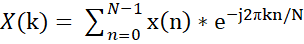 X(k) = ∑_{n=0}^{N-1} x(n) * e^{-j2πkn/N}